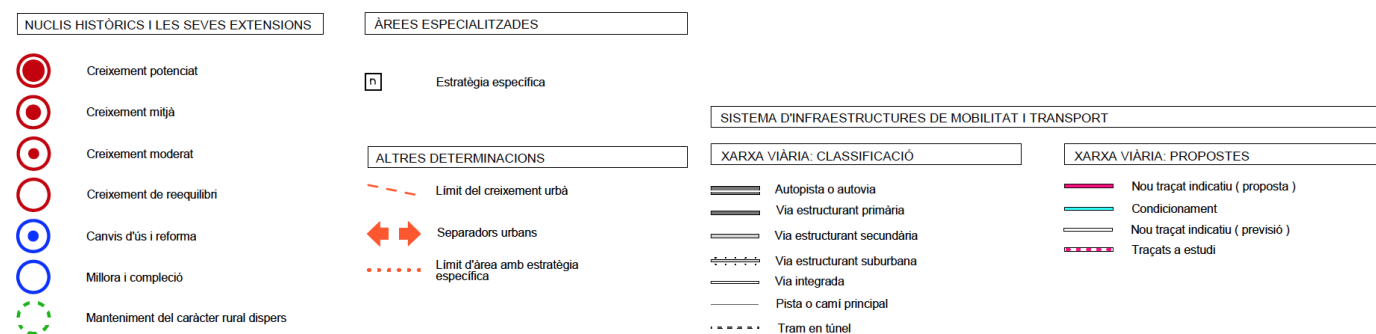 NUCLIS HISTÒRICS I LES SEVES EXTENSIONS
Creixement potenciat
Creixement mitjà
Creixement moderat
Creixement de reequilibri
Canvis d'ús i reforma
Millora i compleció
Manteniment del caràcter rural dispers
ÀREES ESPECIALITZADES
n
Estratègia específica
ALTRES DETERMINACIONS
Límit del creixement urbà
Separadors urbans
Límit d'àrea amb estratègia
específica
SISTEMA D'INFRAESTRUCTURES DE MOBILITAT I TRANSPORT
XARXA VIÀRIA: CLASSIFICACIÓ
Autopista o autovia
Via estructurant primària
Via estructurant secundària
Via estructurant suburbana
Via integrada
Pista o camí principal
Tram en túnel
XARXA VIÀRIA: PROPOSTES
Nou traçat indicatiu ( proposta )
Condicionament
Nou traçat indicatiu ( previsió )
Traçats a estudi